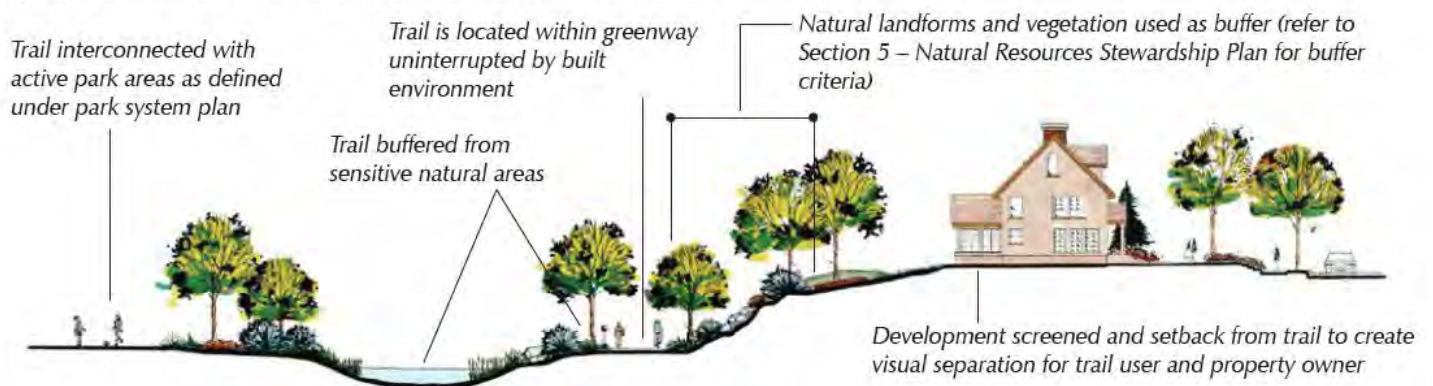 Trail interconnected with
active park areas as defined
under park system plan
Trail is located within greenway
uninterrupted by built
environment
Natural landforms and vegetation used as buffer (refer to
Section 5 – Natural Resources Stewardship Plan for buffer
criteria)
Trail buffered from
sensitive natural areas
Development screened and setback from trail to create
visual separation for trail user and property owner